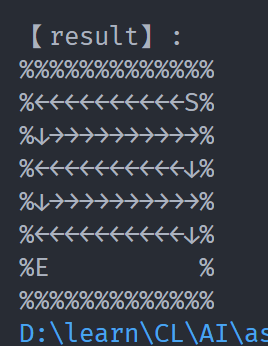 【result】:
%%%%%%%%%%%%%
%←←←←←←←←←←S%
%↓→→→→→→→→→→%
%←←←←←←←←←←↓%
%↓→→→→→→→→→→%
%←←←←←←←←←←↓%
%E          %
%%%%%%%%%%%%%
D:\learn\CL\AI\as